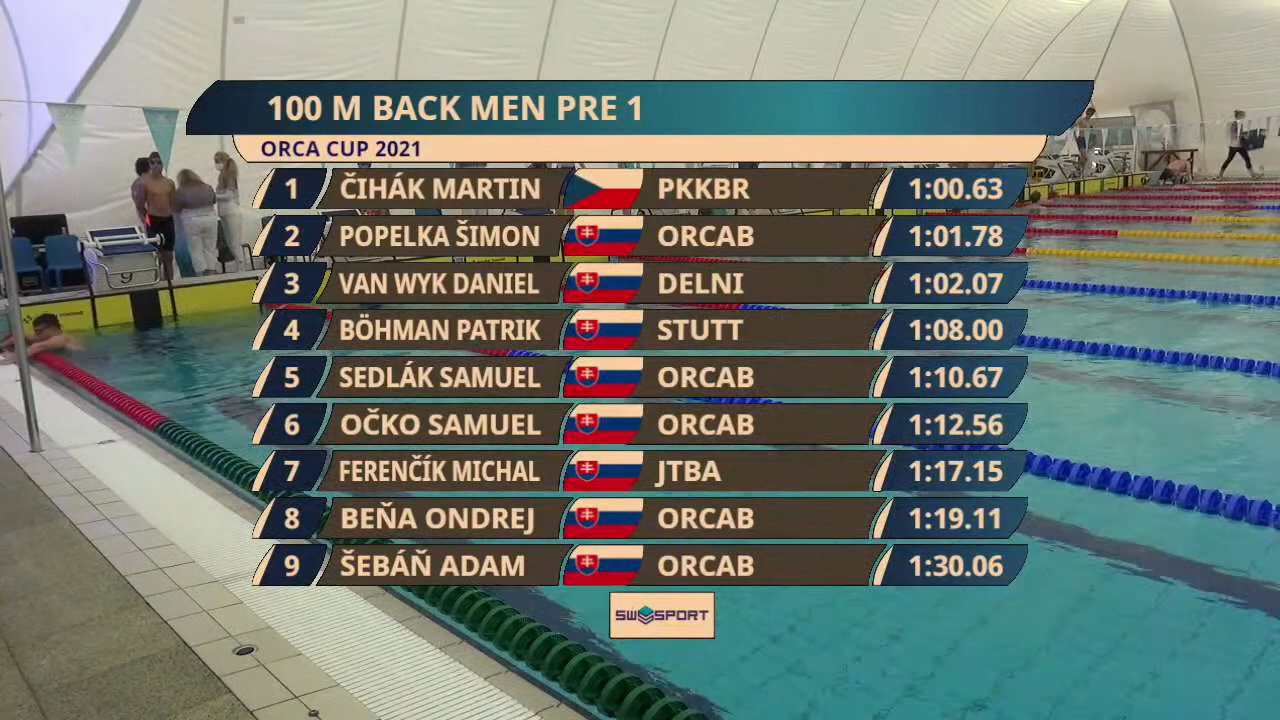 100 M BACK MEN PRE 1
ORCA CUP 2021
1 ČIHÁK MARTIN PKKBR 1:00.63
2 POPELKA ŠIMON ORCAB 1:01.78
3 VAN WYK DANIEL DELNI 1:02.07
4 BÖHMAN PATRIK STUTT 1:08.00
5 SEDLÁK SAMUEL ORCAB 1:10.67
6 OČKO SAMUEL ORCAB 1:12.56
7 FERENČÍK MICHAL JTBA 1:17.15
8 BEŇA ONDREJ ORCAB 1:19.11
9 ŠEBÁŇ ADAM ORCAB 1:30.06
SWSPORT